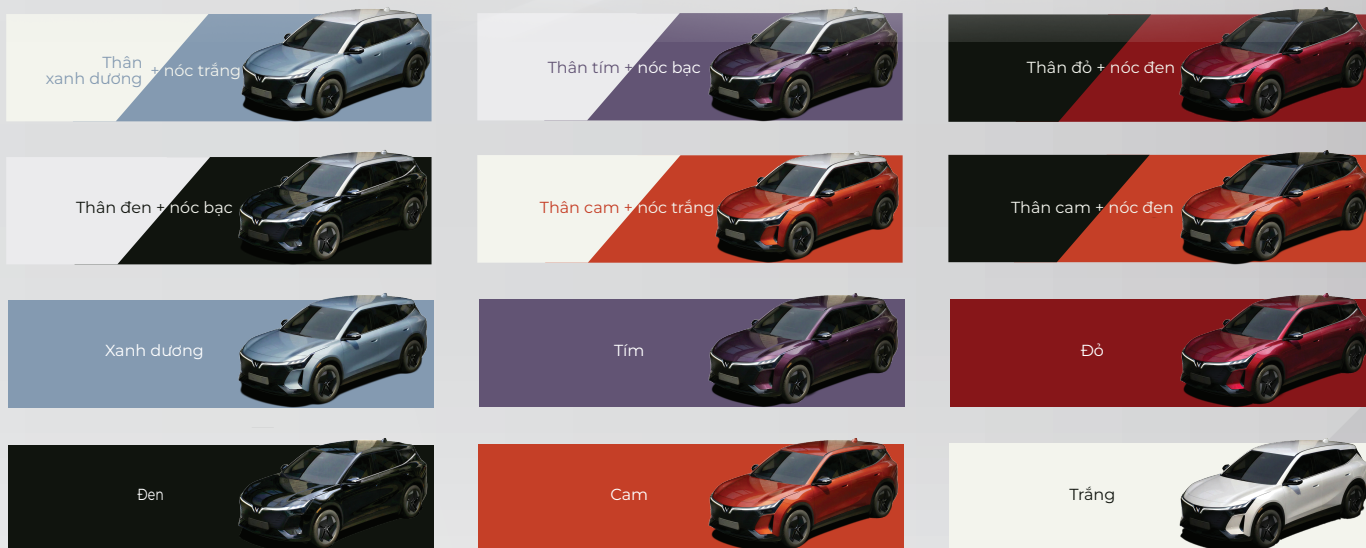 Thân
xanh dương + nóc trắng
Thân tím + nóc bạc
Thân đỏ + nóc đen
Thân đen + nóc bạc
Thân cam + nóc trắng
Thân cam + nóc đen
Xanh dương
Tím
Đỏ
Đen
Cam
Trắng